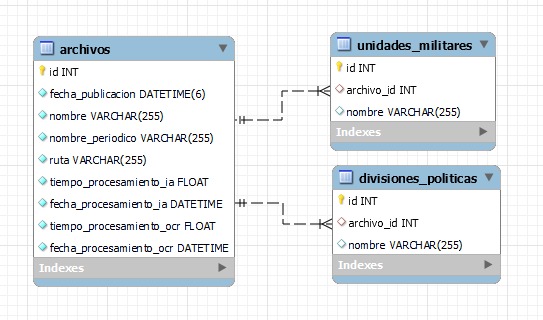 archivos
id INT
fecha_publicacion DATETIME(6)
nombre VARCHAR(255)
nombre_periodico VARCHAR(255)
ruta VARCHAR(255)
tiempo_procesamiento_ia FLOAT
fecha_procesamiento_ia DATETIME
tiempo_procesamiento_ocr FLOAT
fecha_procesamiento_ocr DATETIME
Indexes
unidades_militares
id INT
archivo_id INT
nombre VARCHAR(255)
Indexes
divisiones_politicas
id INT
archivo_id INT
nombre VARCHAR(255)
Indexes